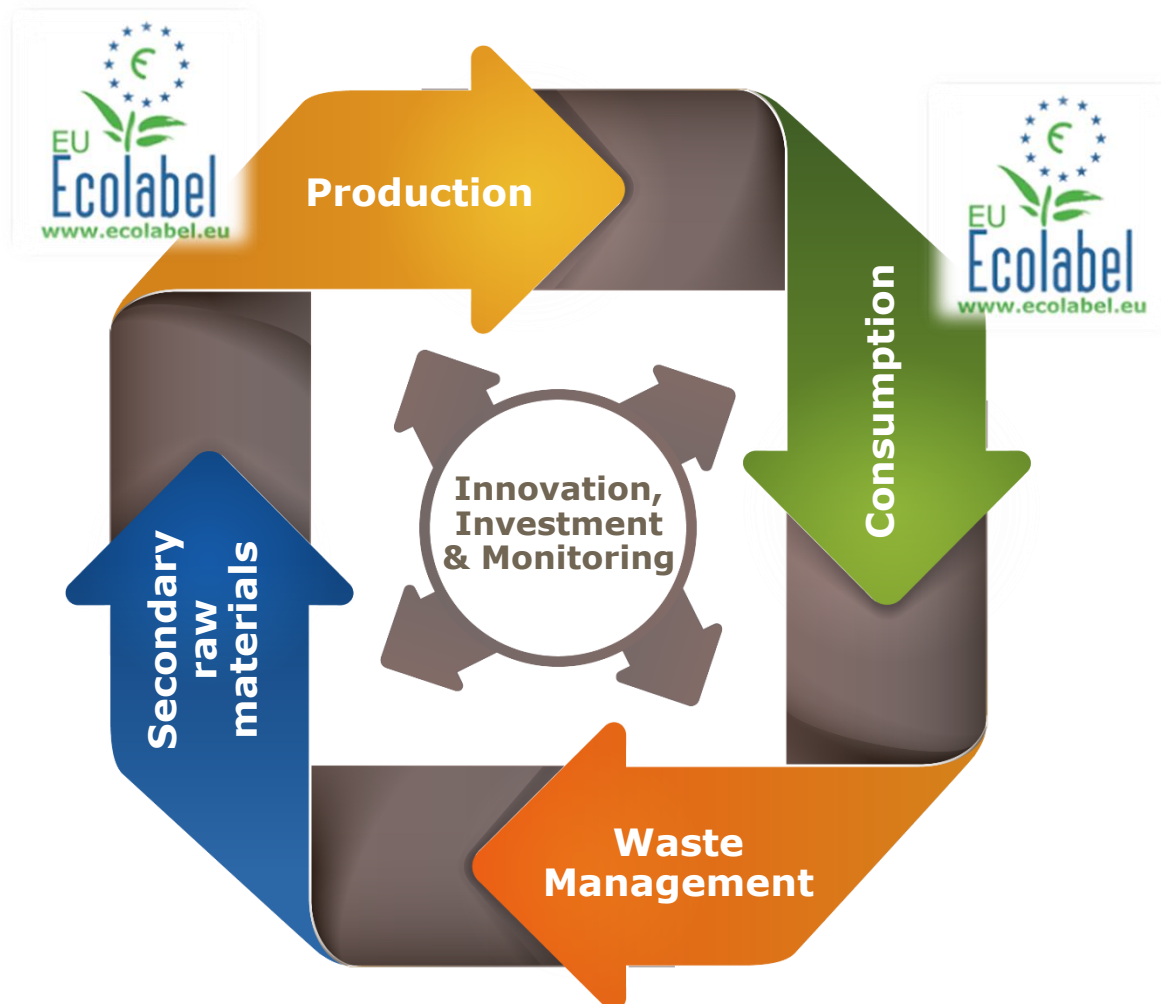 EU
Ecolabel
www.ecolabel.eu
Production
EU
Ecolabel
www.ecolabel.eu
Consumption
Innovation,
Investment
& Monitoring
Secondary
raw
materials
Waste
Management